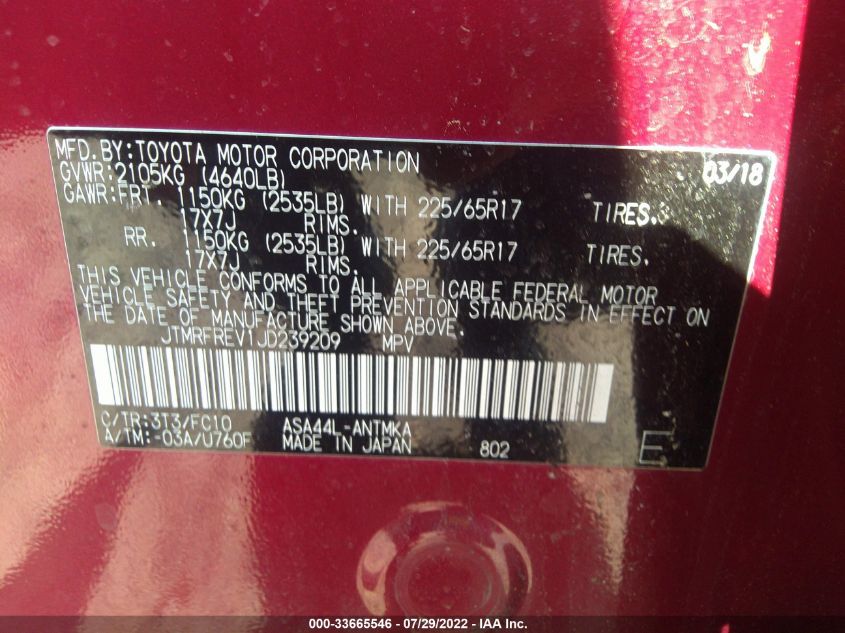 MFD.BY:TOYOTA MOTOR CORPORATION 03/18
GVWR:2105KG (4640LB)
GAWR:FRT. 1150KG (2535LB) WITH 225/65R17 TIRES.
17X7J RIMS.
RR. 1150KG (2535LB) WITH 225/65R17 TIRES,
17X7J RIMS.
THIS VEHICLE CONFORMS TO ALL APPLICABLE FEDERAL MOTOR
VEHICLE SAFETY AND THEFT PREVENTION STANDARDS IN EFFECT ON
THE DATE OF MANUFACTURE SHOWN ABOVE.
JTMRFREV1JD239209 MPV
C/TR:3T3/FC10 ASA44L-ANTMKA
A/TM:-03A/U760F MADE IN JAPAN 802 E
000-33665546 - 07/29/2022 - IAA Inc.